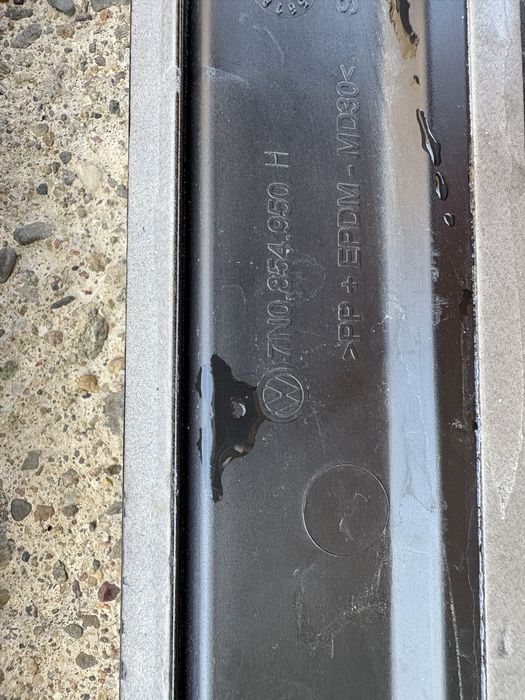 7N0.854.950 H
>PP + EPDM - MD30<